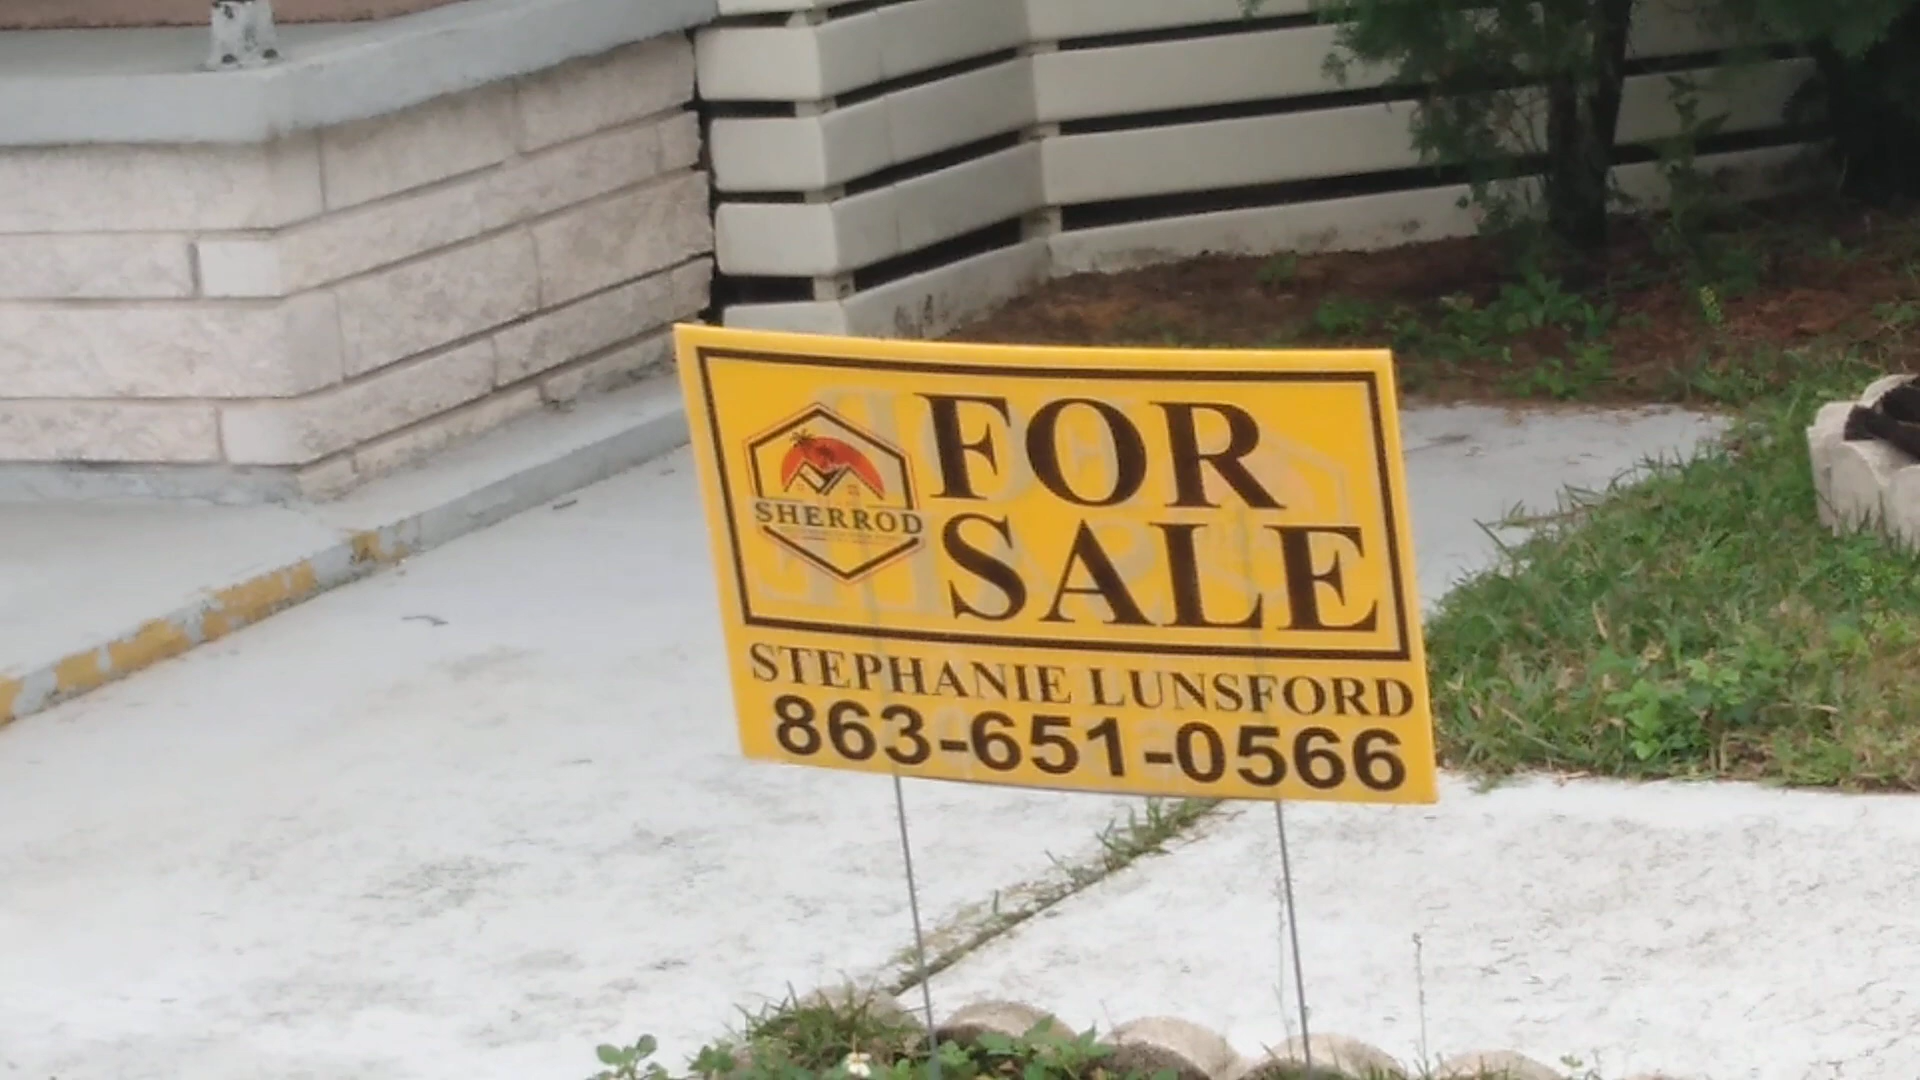 FOR
SALE
SHERROD
STEPHANIE LUNSFORD
863-651-0566